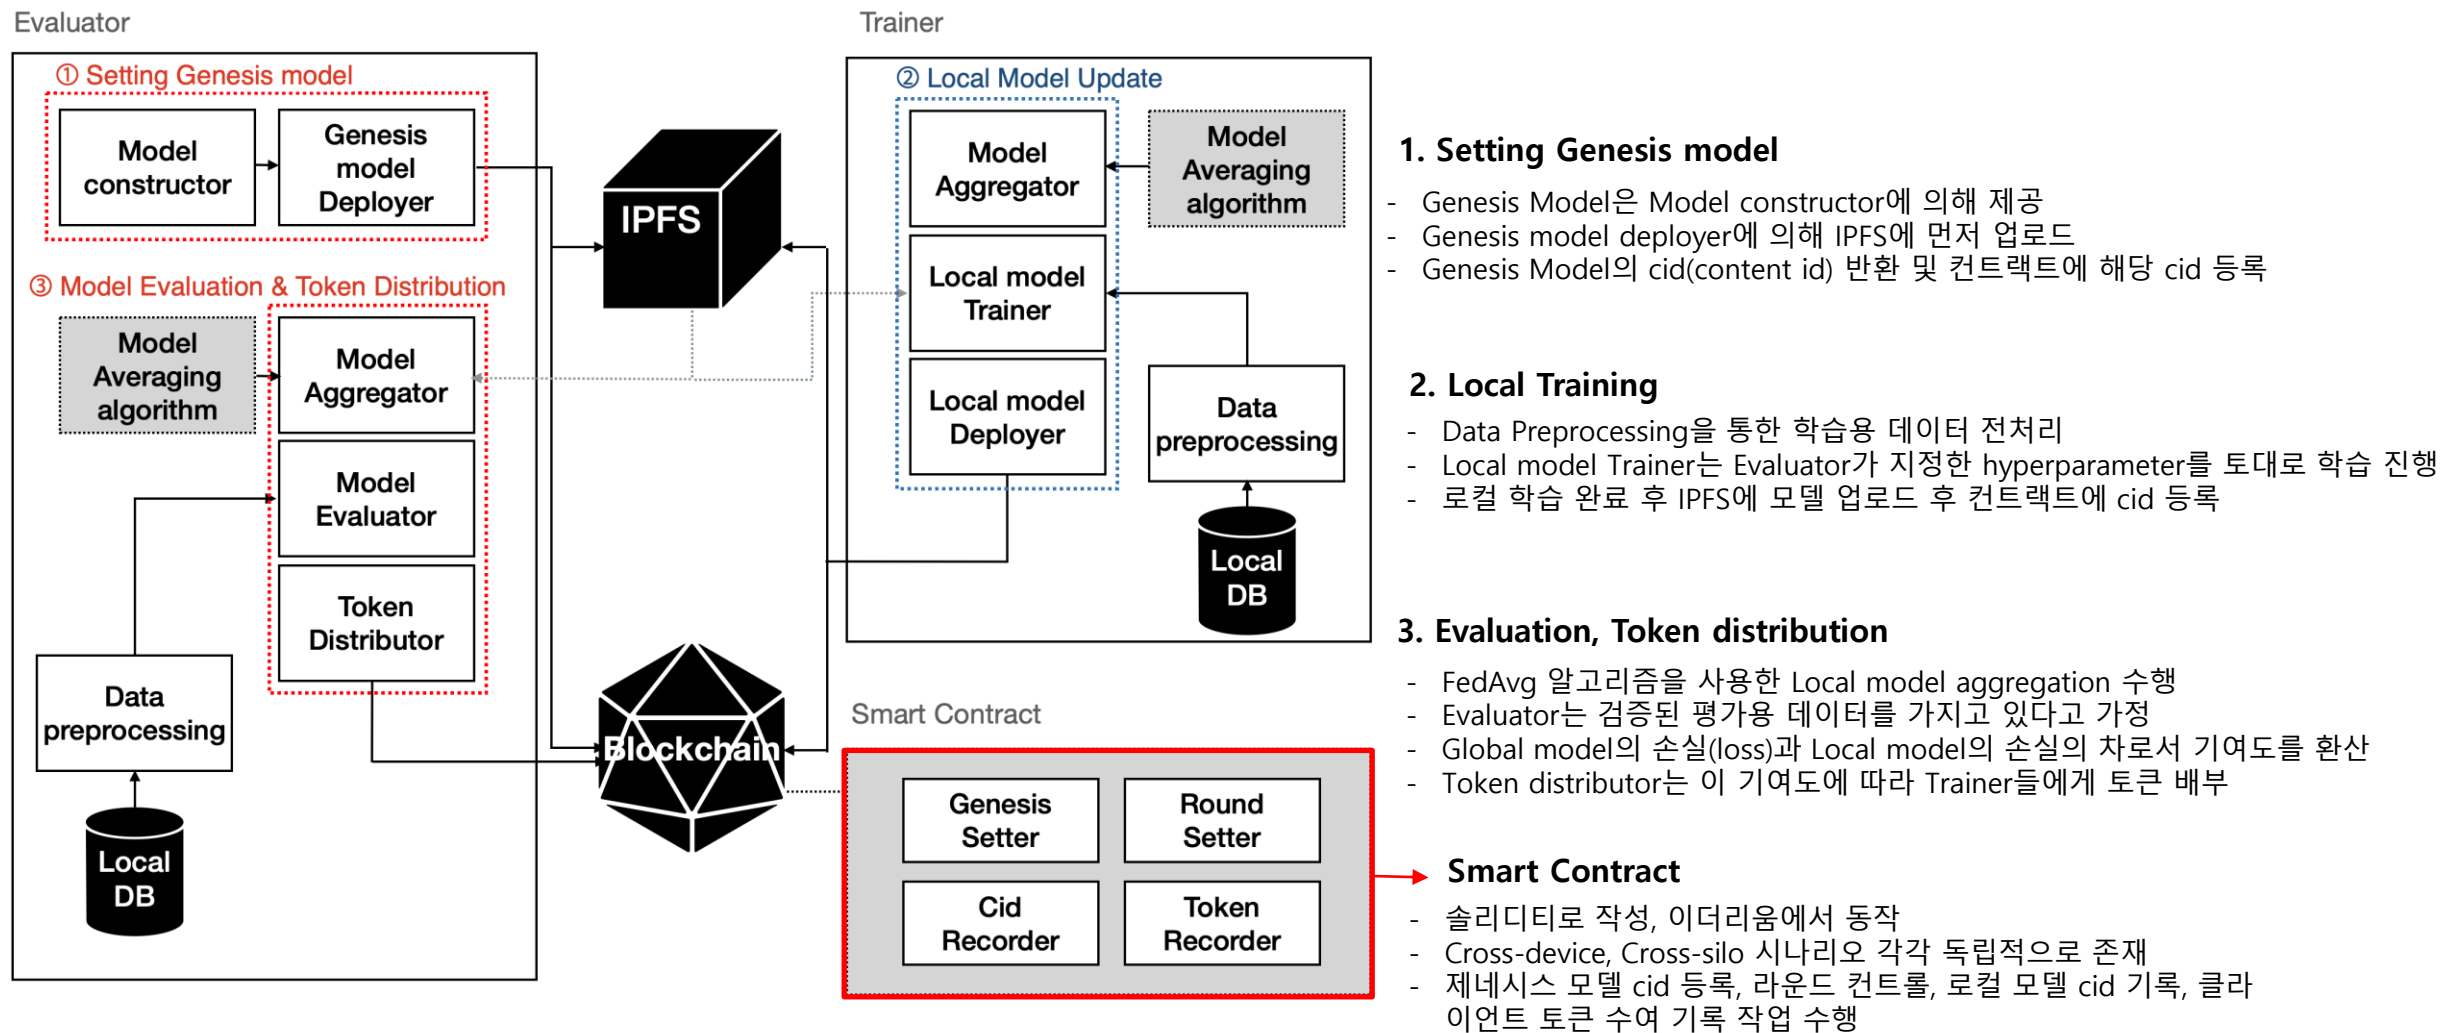 Evaluator
① Setting Genesis model
Model
constructor
Genesis
model
Deployer
③ Model Evaluation & Token Distribution
Model
Averaging
algorithm
Model
Aggregator
Model
Evaluator
Token
Distributor
Data
preprocessing
Local
DB
IPFS
Blockchain
Trainer
② Local Model Update
Model
Aggregator
Model
Averaging
algorithm
Local model
Trainer
Local model
Deployer
Data
preprocessing
Local
DB
Smart Contract
Genesis
Setter
Round
Setter
Cid
Recorder
Token
Recorder
1. Setting Genesis model
- Genesis Model은 Model constructor에 의해 제공
- Genesis model deployer에 의해 IPFS에 먼저 업로드
- Genesis Model의 cid(content id) 반환 및 컨트랙트에 해당 cid 등록
2. Local Training
- Data Preprocessing을 통한 학습용 데이터 전처리
- Local model Trainer는 Evaluator가 지정한 hyperparameter를 토대로 학습 진행
- 로컬 학습 완료 후 IPFS에 모델 업로드 후 컨트랙트에 cid 등록
3. Evaluation, Token distribution
- FedAvg 알고리즘을 사용한 Local model aggregation 수행
- Evaluator는 검증된 평가용 데이터를 가지고 있다고 가정
- Global model의 손실(loss)과 Local model의 손실의 차로서 기여도를 환산
- Token distributor는 이 기여도에 따라 Trainer들에게 토큰 배부
Smart Contract
- 솔리디티로 작성, 이더리움에서 동작
- Cross-device, Cross-silo 시나리오 각각 독립적으로 존재
- 제네시스 모델 cid 등록, 라운드 컨트롤, 로컬 모델 cid 기록, 클라
이언트 토큰 수여 기록 작업 수행